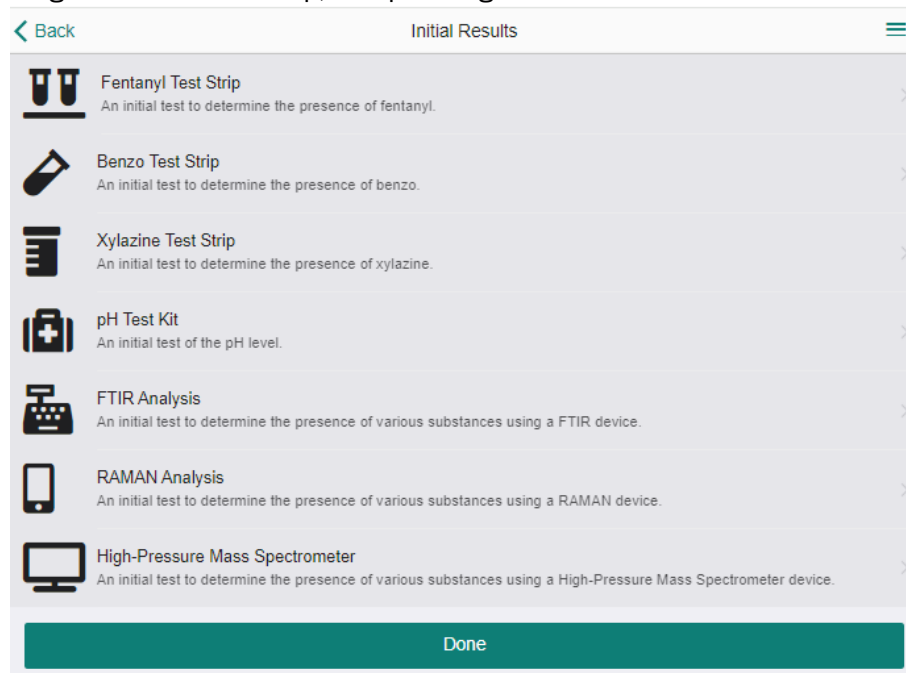 Back
Initial Results
Fentanyl Test Strip
An initial test to determine the presence of fentanyl.
Benzo Test Strip
An initial test to determine the presence of benzo.
Xylazine Test Strip
An initial test to determine the presence of xylazine.
pH Test Kit
An initial test of the pH level.
FTIR Analysis
An initial test to determine the presence of various substances using a FTIR device.
RAMAN Analysis
An initial test to determine the presence of various substances using a RAMAN device.
High-Pressure Mass Spectrometer
An initial test to determine the presence of various substances using a High-Pressure Mass Spectrometer device.
Done